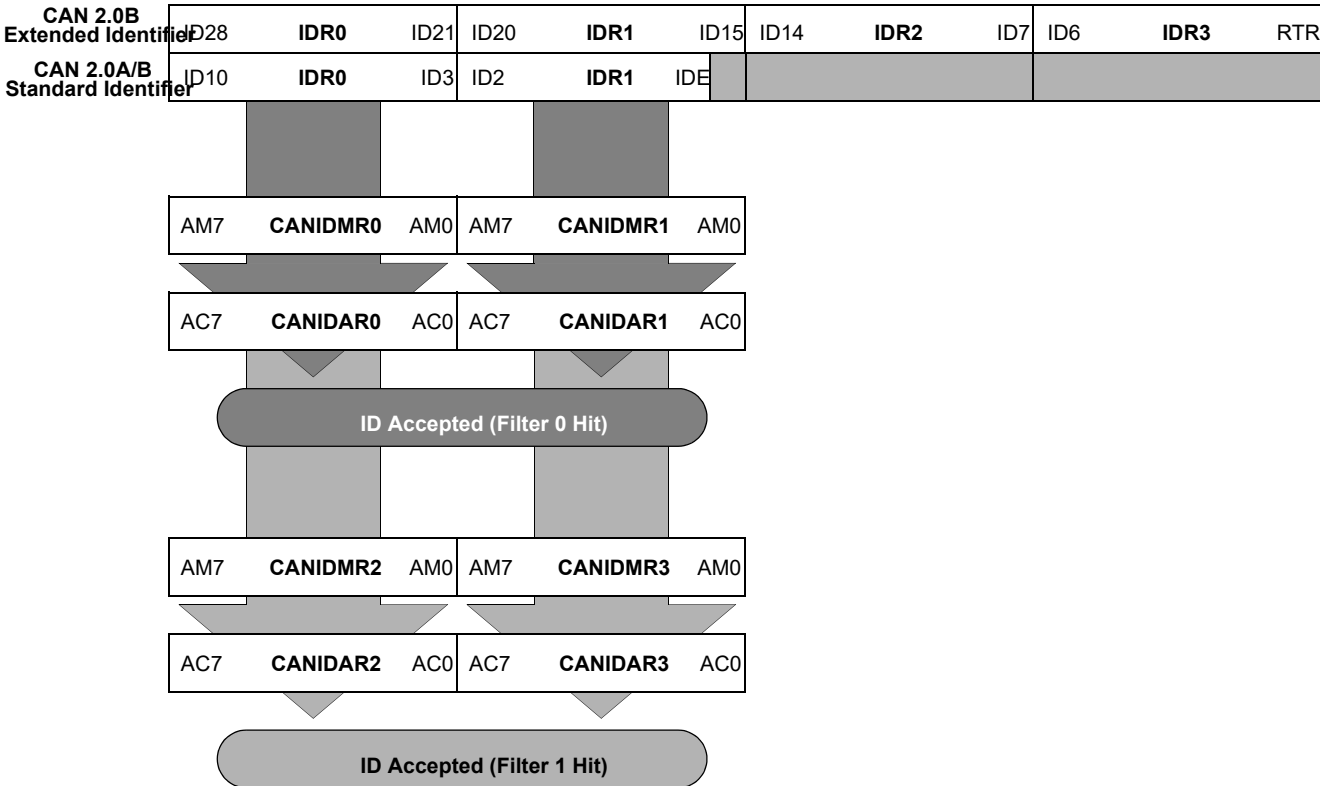 CAN 2.0B
Extended Identifier ID28 IDR0 ID21 ID20 IDR1 ID15 ID14 IDR2 ID7 ID6 IDR3 RTR
CAN 2.0A/B
Standard Identifier ID10 IDR0 ID3 ID2 IDR1 IDE
AM7 CANIDMR0 AM0 AM7 CANIDMR1 AM0
AC7 CANIDAR0 AC0 AC7 CANIDAR1 AC0
ID Accepted (Filter 0 Hit)
AM7 CANIDMR2 AM0 AM7 CANIDMR3 AM0
AC7 CANIDAR2 AC0 AC7 CANIDAR3 AC0
ID Accepted (Filter 1 Hit)